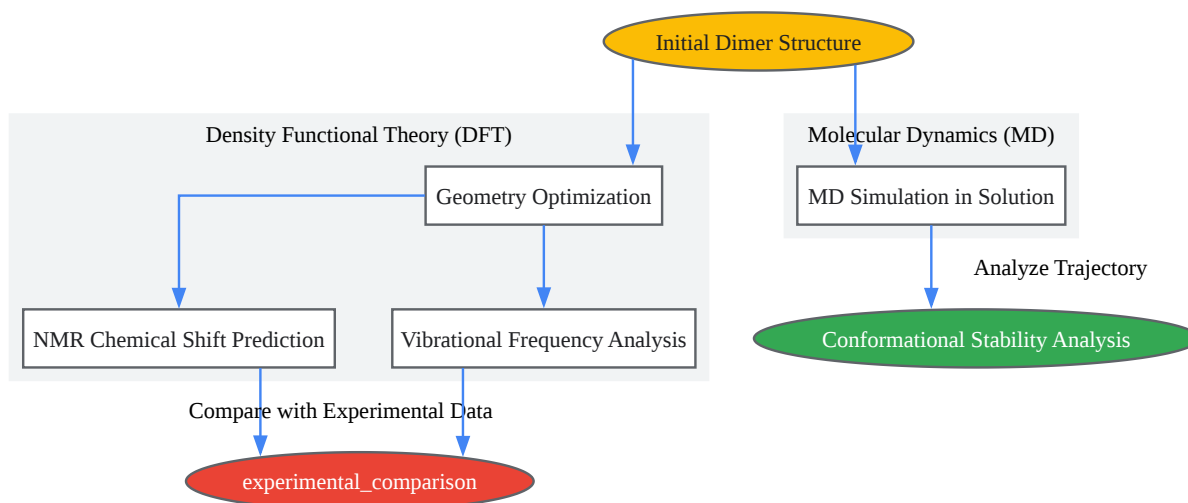 Initial Dimer Structure
Density Functional Theory (DFT)
Molecular Dynamics (MD)
Geometry Optimization
MD Simulation in Solution
Analyze Trajectory
NMR Chemical Shift Prediction
Vibrational Frequency Analysis
Conformational Stability Analysis
Compare with Experimental Data
experimental_comparison